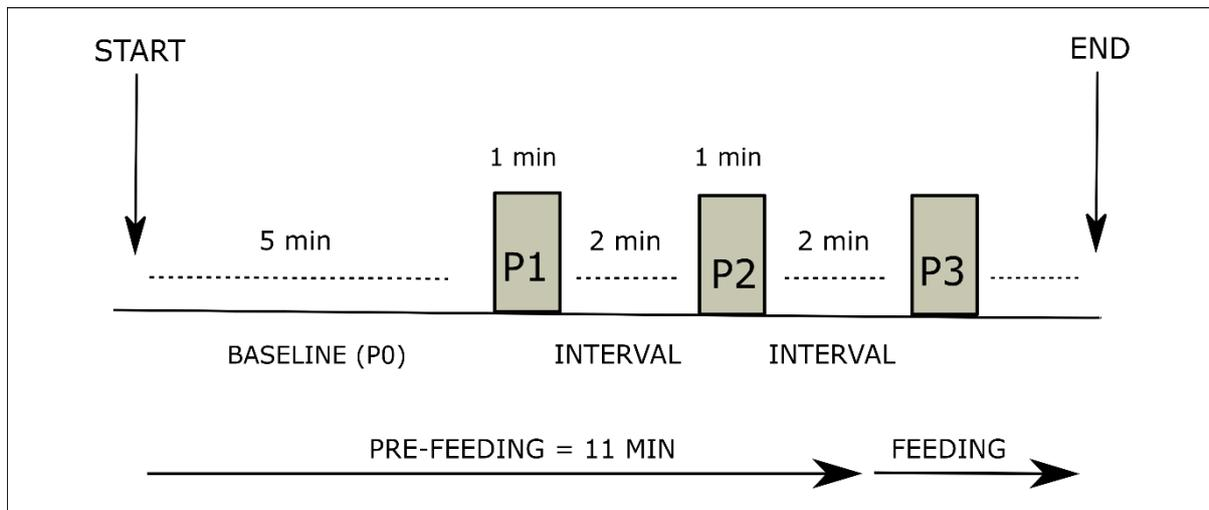 START
END
1 min
1 min
5 min
2 min
2 min
P1
P2
P3
BASELINE (P0)
INTERVAL
INTERVAL
PRE-FEEDING = 11 MIN
FEEDING